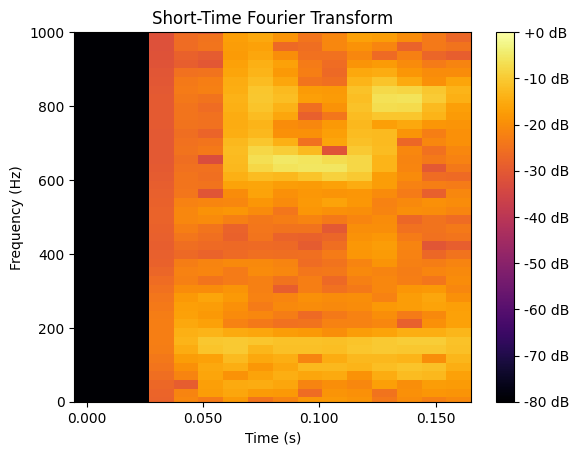 Short-Time Fourier Transform
1000
800
600
400
200
0
Frequency (Hz)
0.000
0.050
0.100
0.150
Time (s)
+0 dB
-10 dB
-20 dB
-30 dB
-40 dB
-50 dB
-60 dB
-70 dB
-80 dB